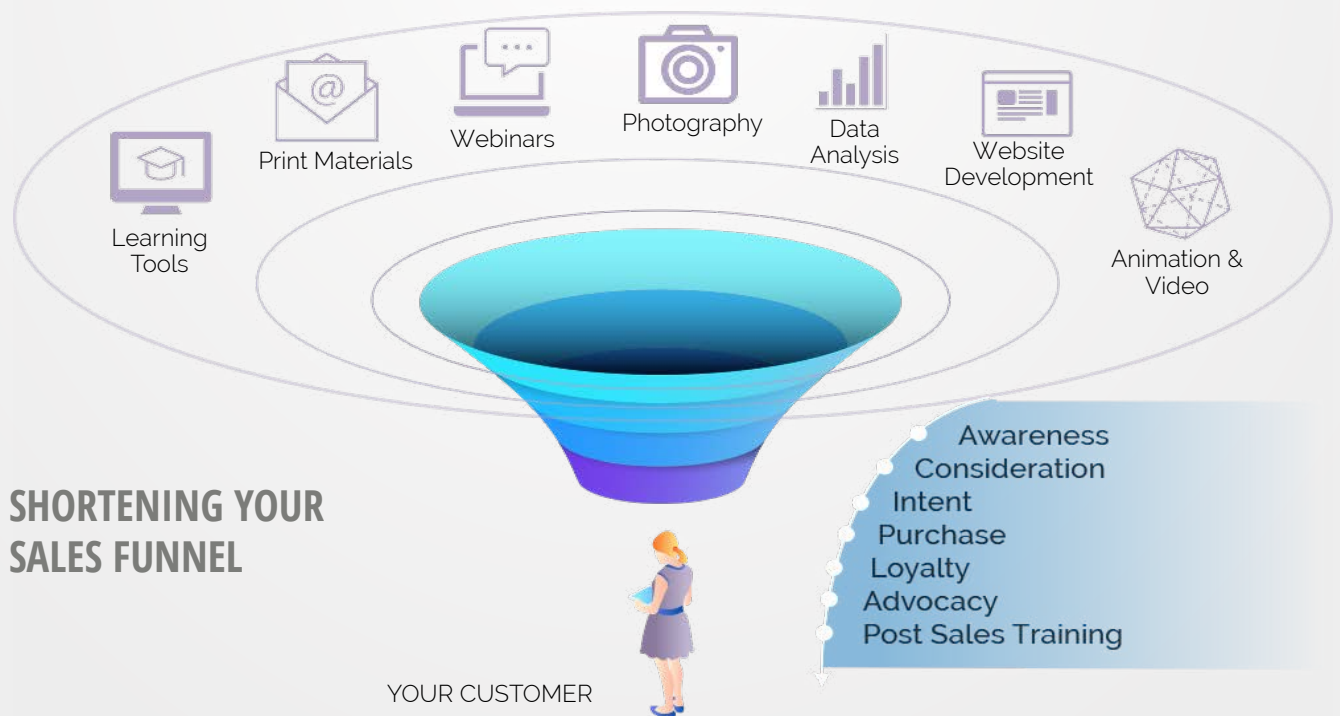 Learning
Tools
Print Materials
@
Webinars
Photography
Data
Analysis
Website
Development
Animation &
Video
SHORTENING YOUR
SALES FUNNEL
YOUR CUSTOMER
Awareness
Consideration
Intent
Purchase
Loyalty
Advocacy
Post Sales Training